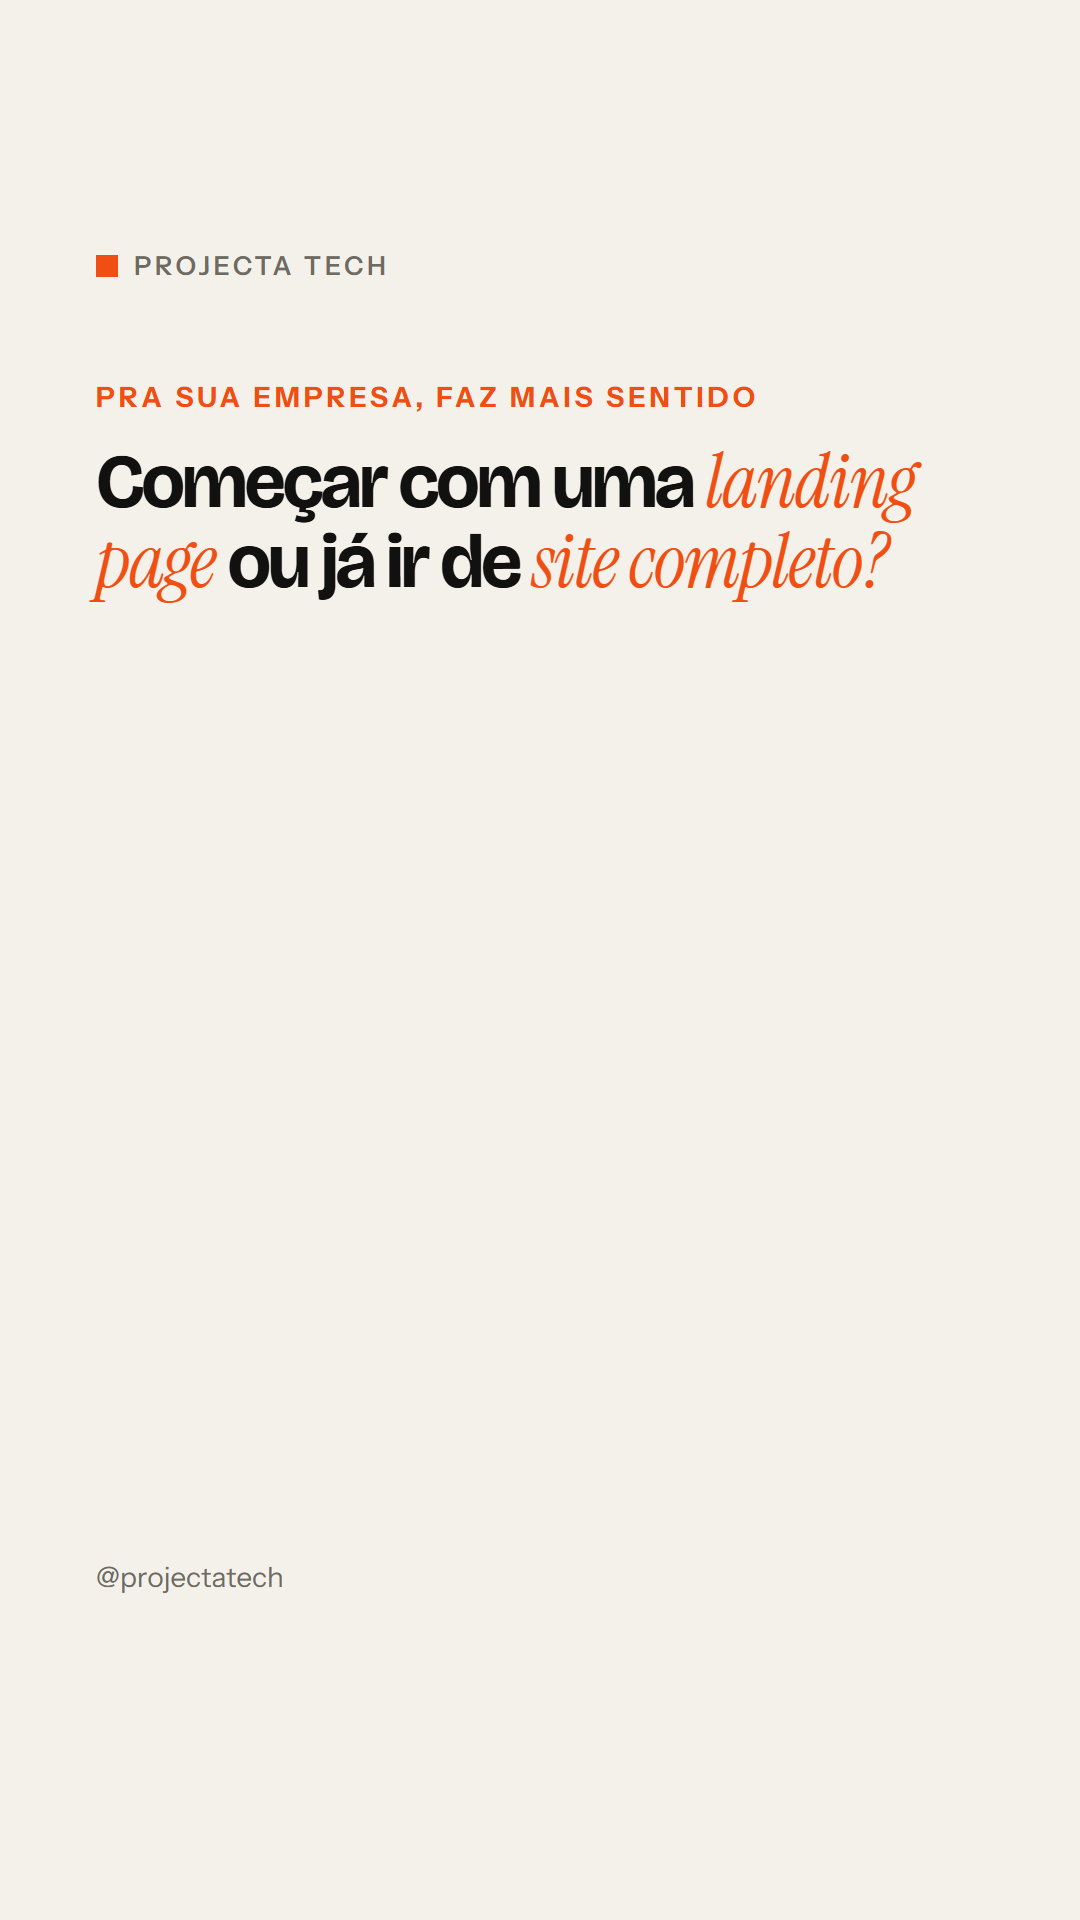 PROJECTA TECH
PRA SUA EMPRESA, FAZ MAIS SENTIDO
Começar com uma landing
page ou já ir de site completo?
@projectatech